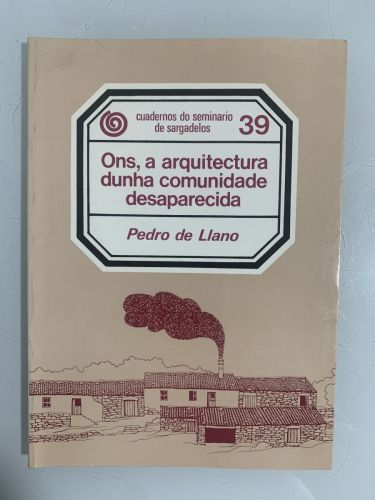 cuadernos do seminario
de sargadelos 39
Ons, a arquitectura
dunha comunidade
desaparecida
Pedro de Llano